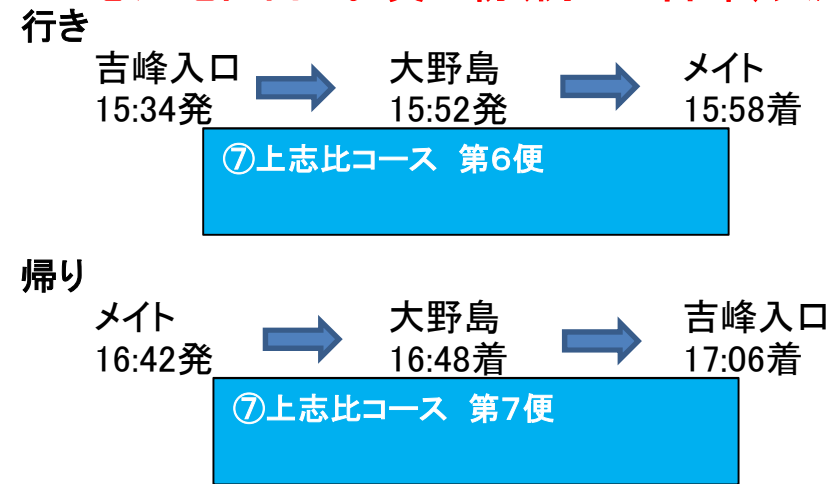 行き
吉峰入口 大野島 メイト
15:34発 15:52発 15:58着
⑦上志比コース 第6便
帰り
メイト 大野島 吉峰入口
16:42発 16:48着 17:06着
⑦上志比コース 第7便